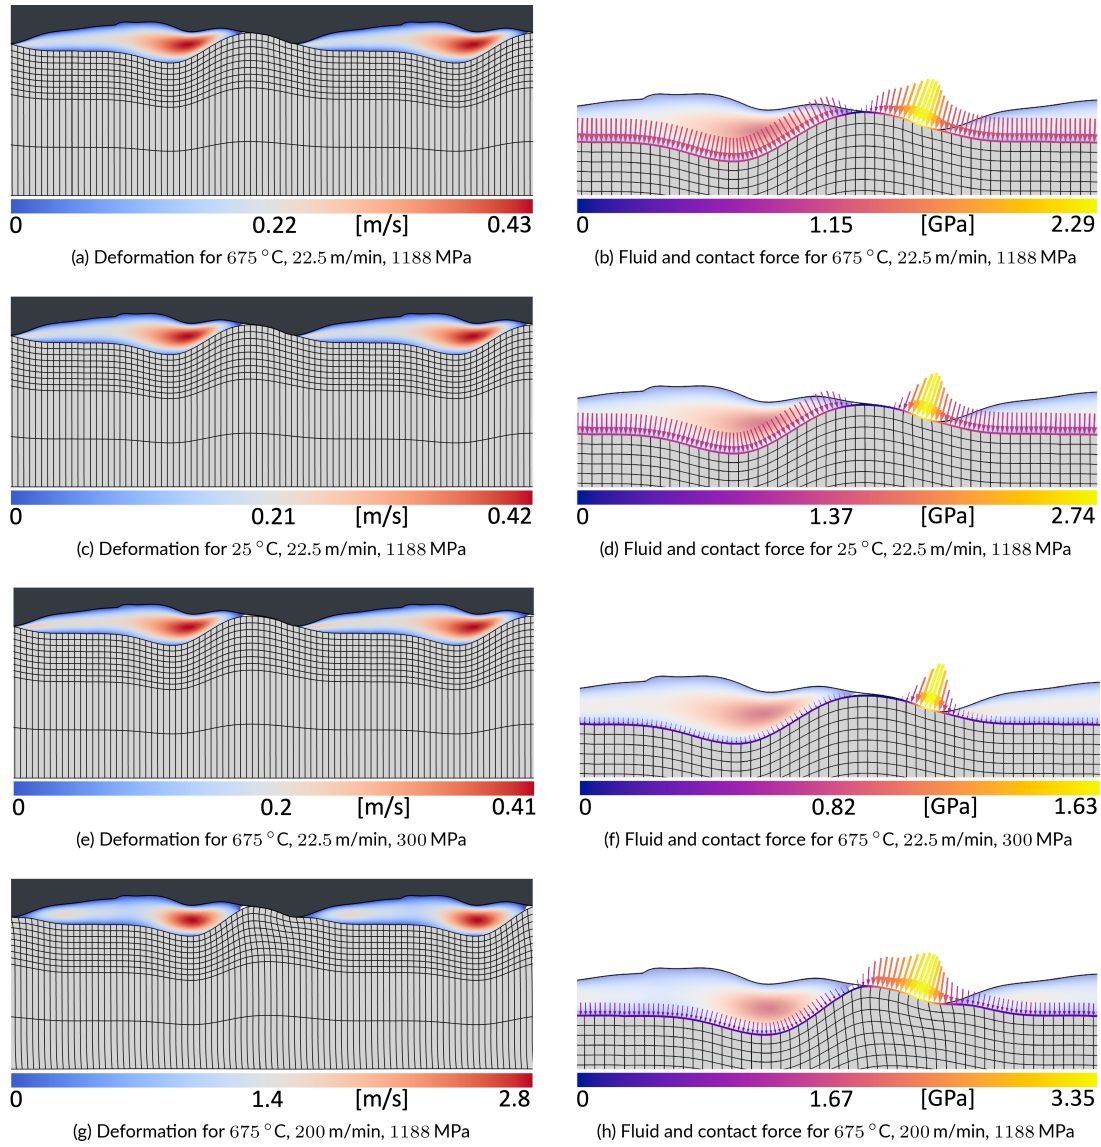 0 0.22 [m/s] 0.43
0 1.15 [GPa] 2.29
(a) Deformation for 675 °C, 22.5 m/min, 1188 MPa
(b) Fluid and contact force for 675 °C, 22.5 m/min, 1188 MPa
0 0.21 [m/s] 0.42
0 1.37 [GPa] 2.74
(c) Deformation for 25 °C, 22.5 m/min, 1188 MPa
(d) Fluid and contact force for 25 °C, 22.5 m/min, 1188 MPa
0 0.2 [m/s] 0.41
0 0.82 [GPa] 1.63
(e) Deformation for 675 °C, 22.5 m/min, 300 MPa
(f) Fluid and contact force for 675 °C, 22.5 m/min, 300 MPa
0 1.4 [m/s] 2.8
0 1.67 [GPa] 3.35
(g) Deformation for 675 °C, 200 m/min, 1188 MPa
(h) Fluid and contact force for 675 °C, 200 m/min, 1188 MPa